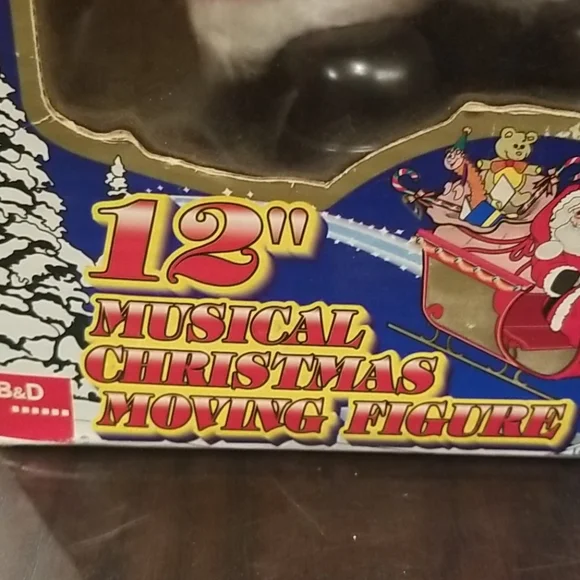 12"
MUSICAL
CHRISTMAS
MOVING FIGURE
B&D